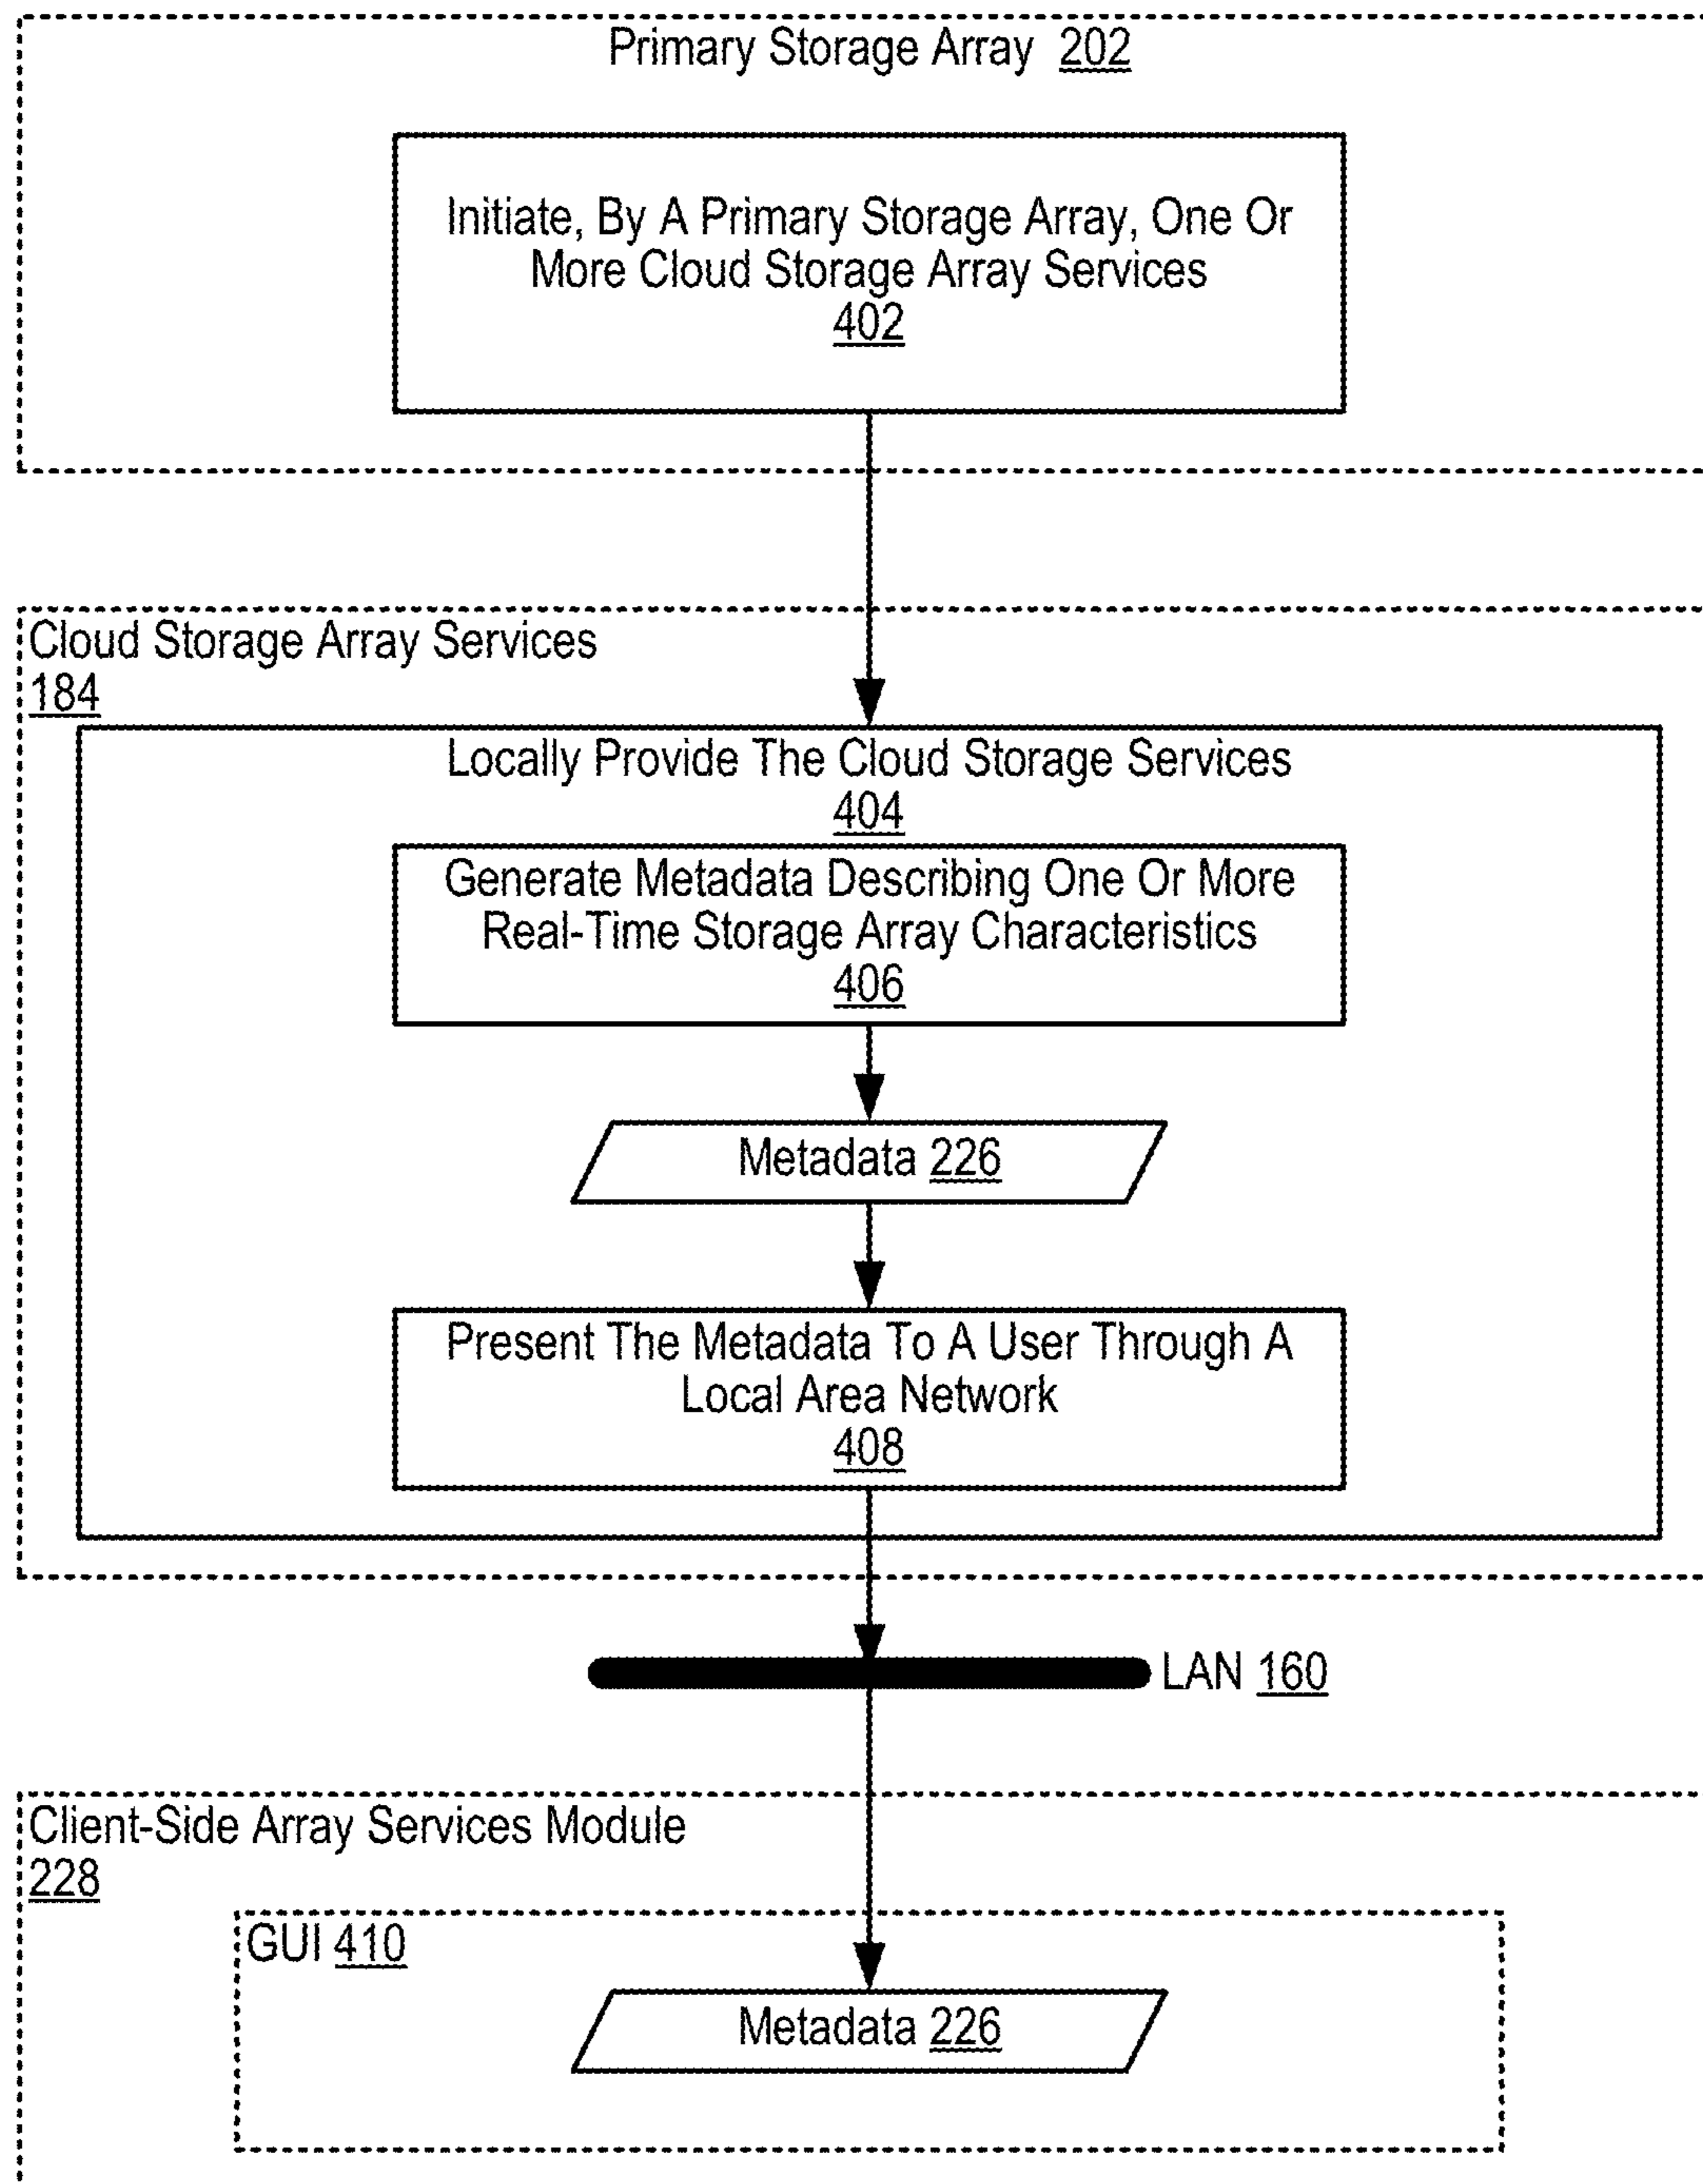 Primary Storage Array 202
Initiate, By A Primary Storage Array, One Or
More Cloud Storage Array Services
402
Cloud Storage Array Services
184
Locally Provide The Cloud Storage Services
404
Generate Metadata Describing One Or More
Real-Time Storage Array Characteristics
406
Metadata 226
Present The Metadata To A User Through A
Local Area Network
408
LAN 160
Client-Side Array Services Module
228
GUI 410
Metadata 226